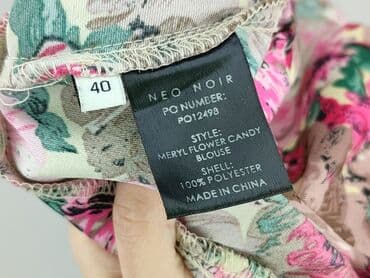 40
NEO NOIR
PO NUMBER:
PO12498
STYLE:
MERYL FLOWER CANDY
BLOUSE
SHELL:
100% POLYESTER
MADE IN CHINA